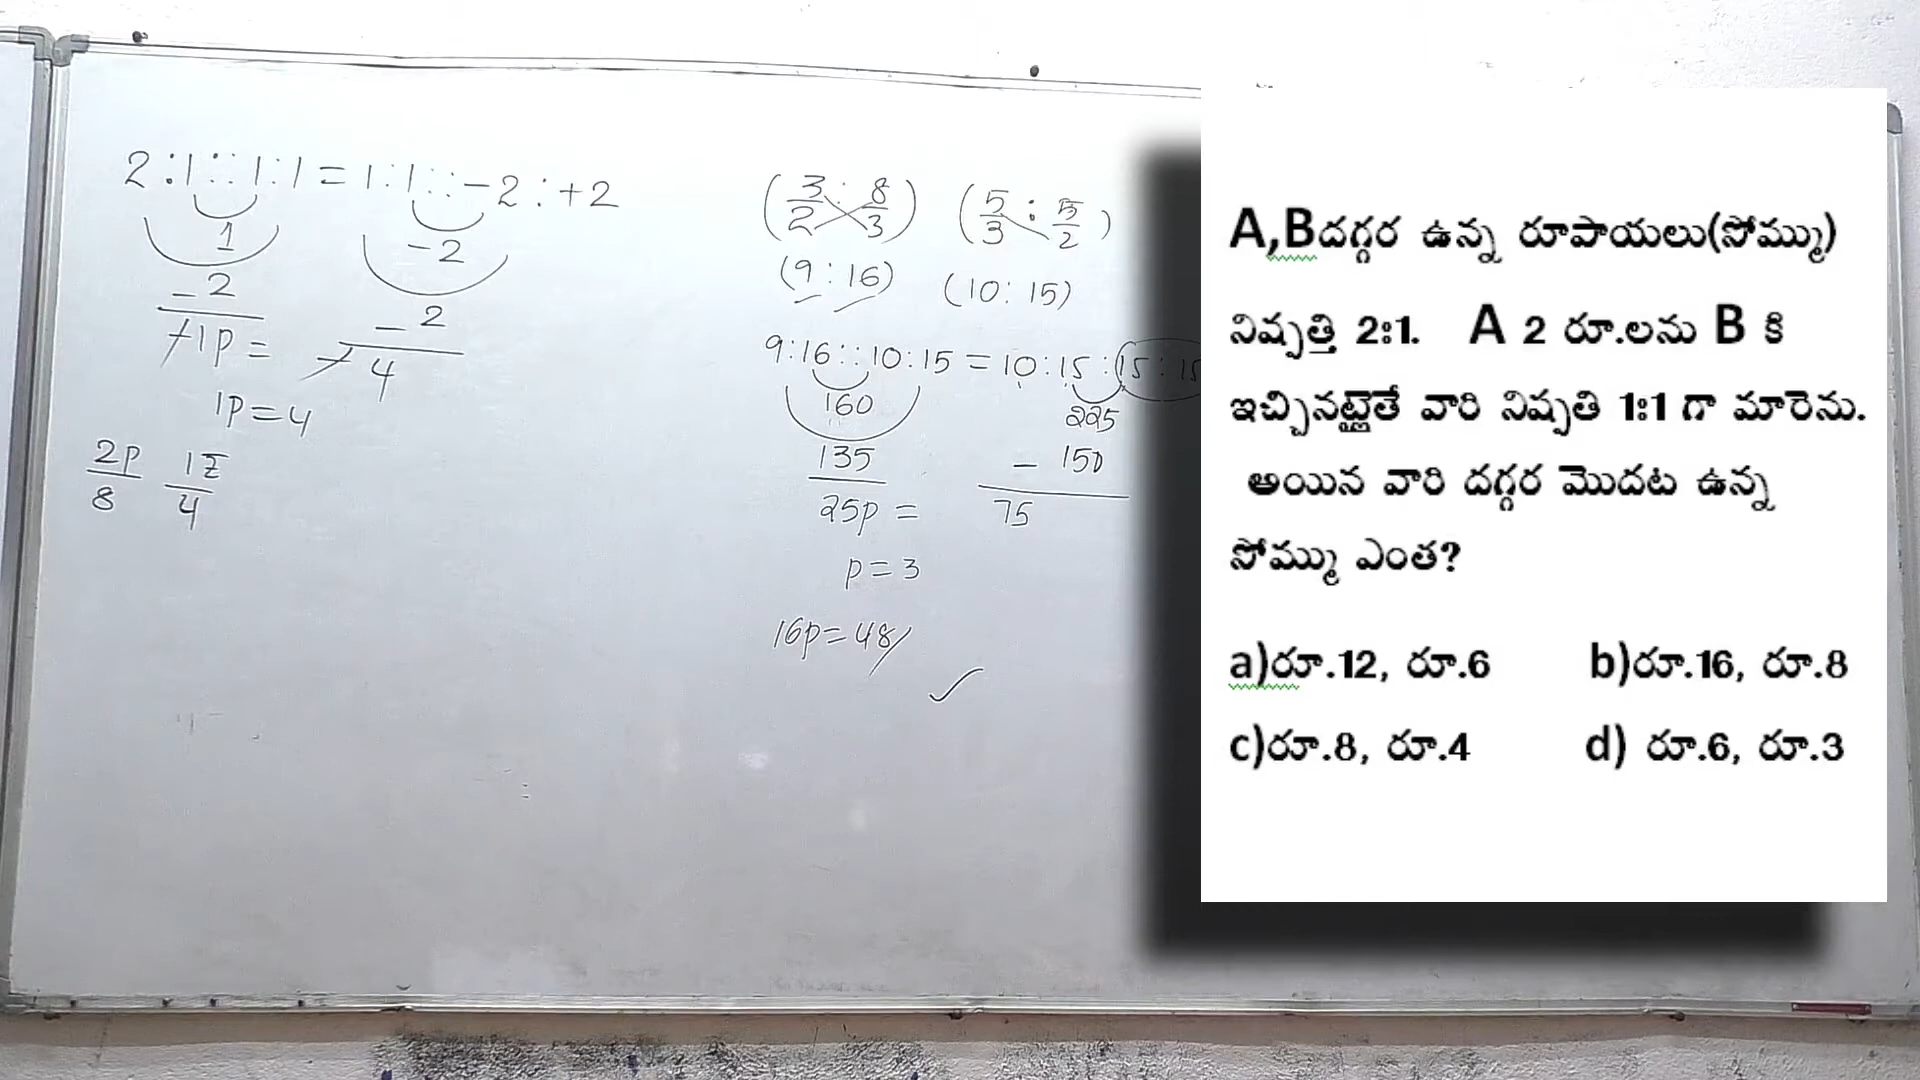 2:1::1:1 = 1:1::-2:+2
1
-2
-2
-2
-1p =
-4
1p = 4
2p 1p
8 4
(3/2 : 8/3) (5/3 : 5/2)
(9:16) (10:15)
9:16::10:15 = 10:15:15:15
160
225
135
- 150
25p = 75
p = 3
16p = 48
A,Bదగ్గర ఉన్న రూపాయలు(సోమ్ము)
నిష్పత్తి 2:1. A 2 రూ.లను B కి
ఇచ్చినట్లైతే వారి నిష్పతి 1:1 గా మారెను.
అయిన వారి దగ్గర మొదట ఉన్న
సోమ్ము ఎంత?
a)రూ.12, రూ.6 b)రూ.16, రూ.8
c)రూ.8, రూ.4 d) రూ.6, రూ.3